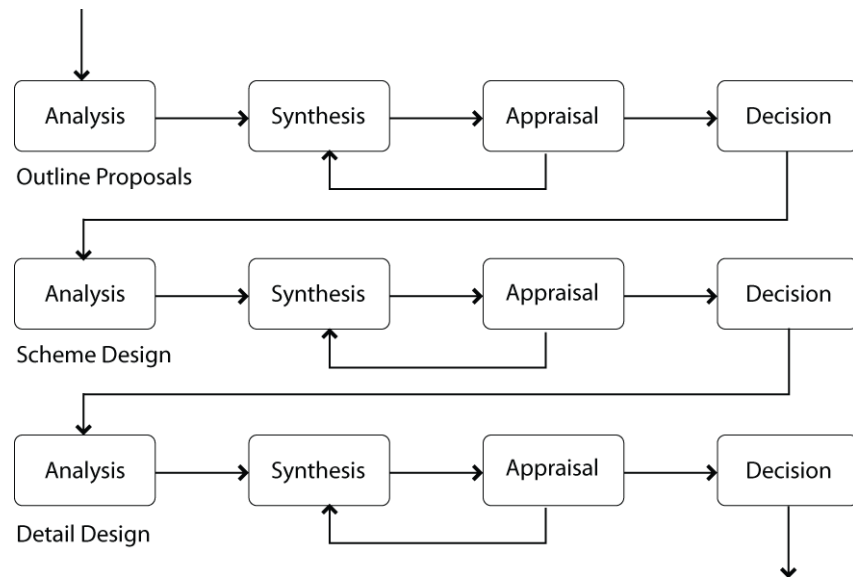 Analysis
Synthesis
Appraisal
Decision
Outline Proposals
Analysis
Synthesis
Appraisal
Decision
Scheme Design
Analysis
Synthesis
Appraisal
Decision
Detail Design